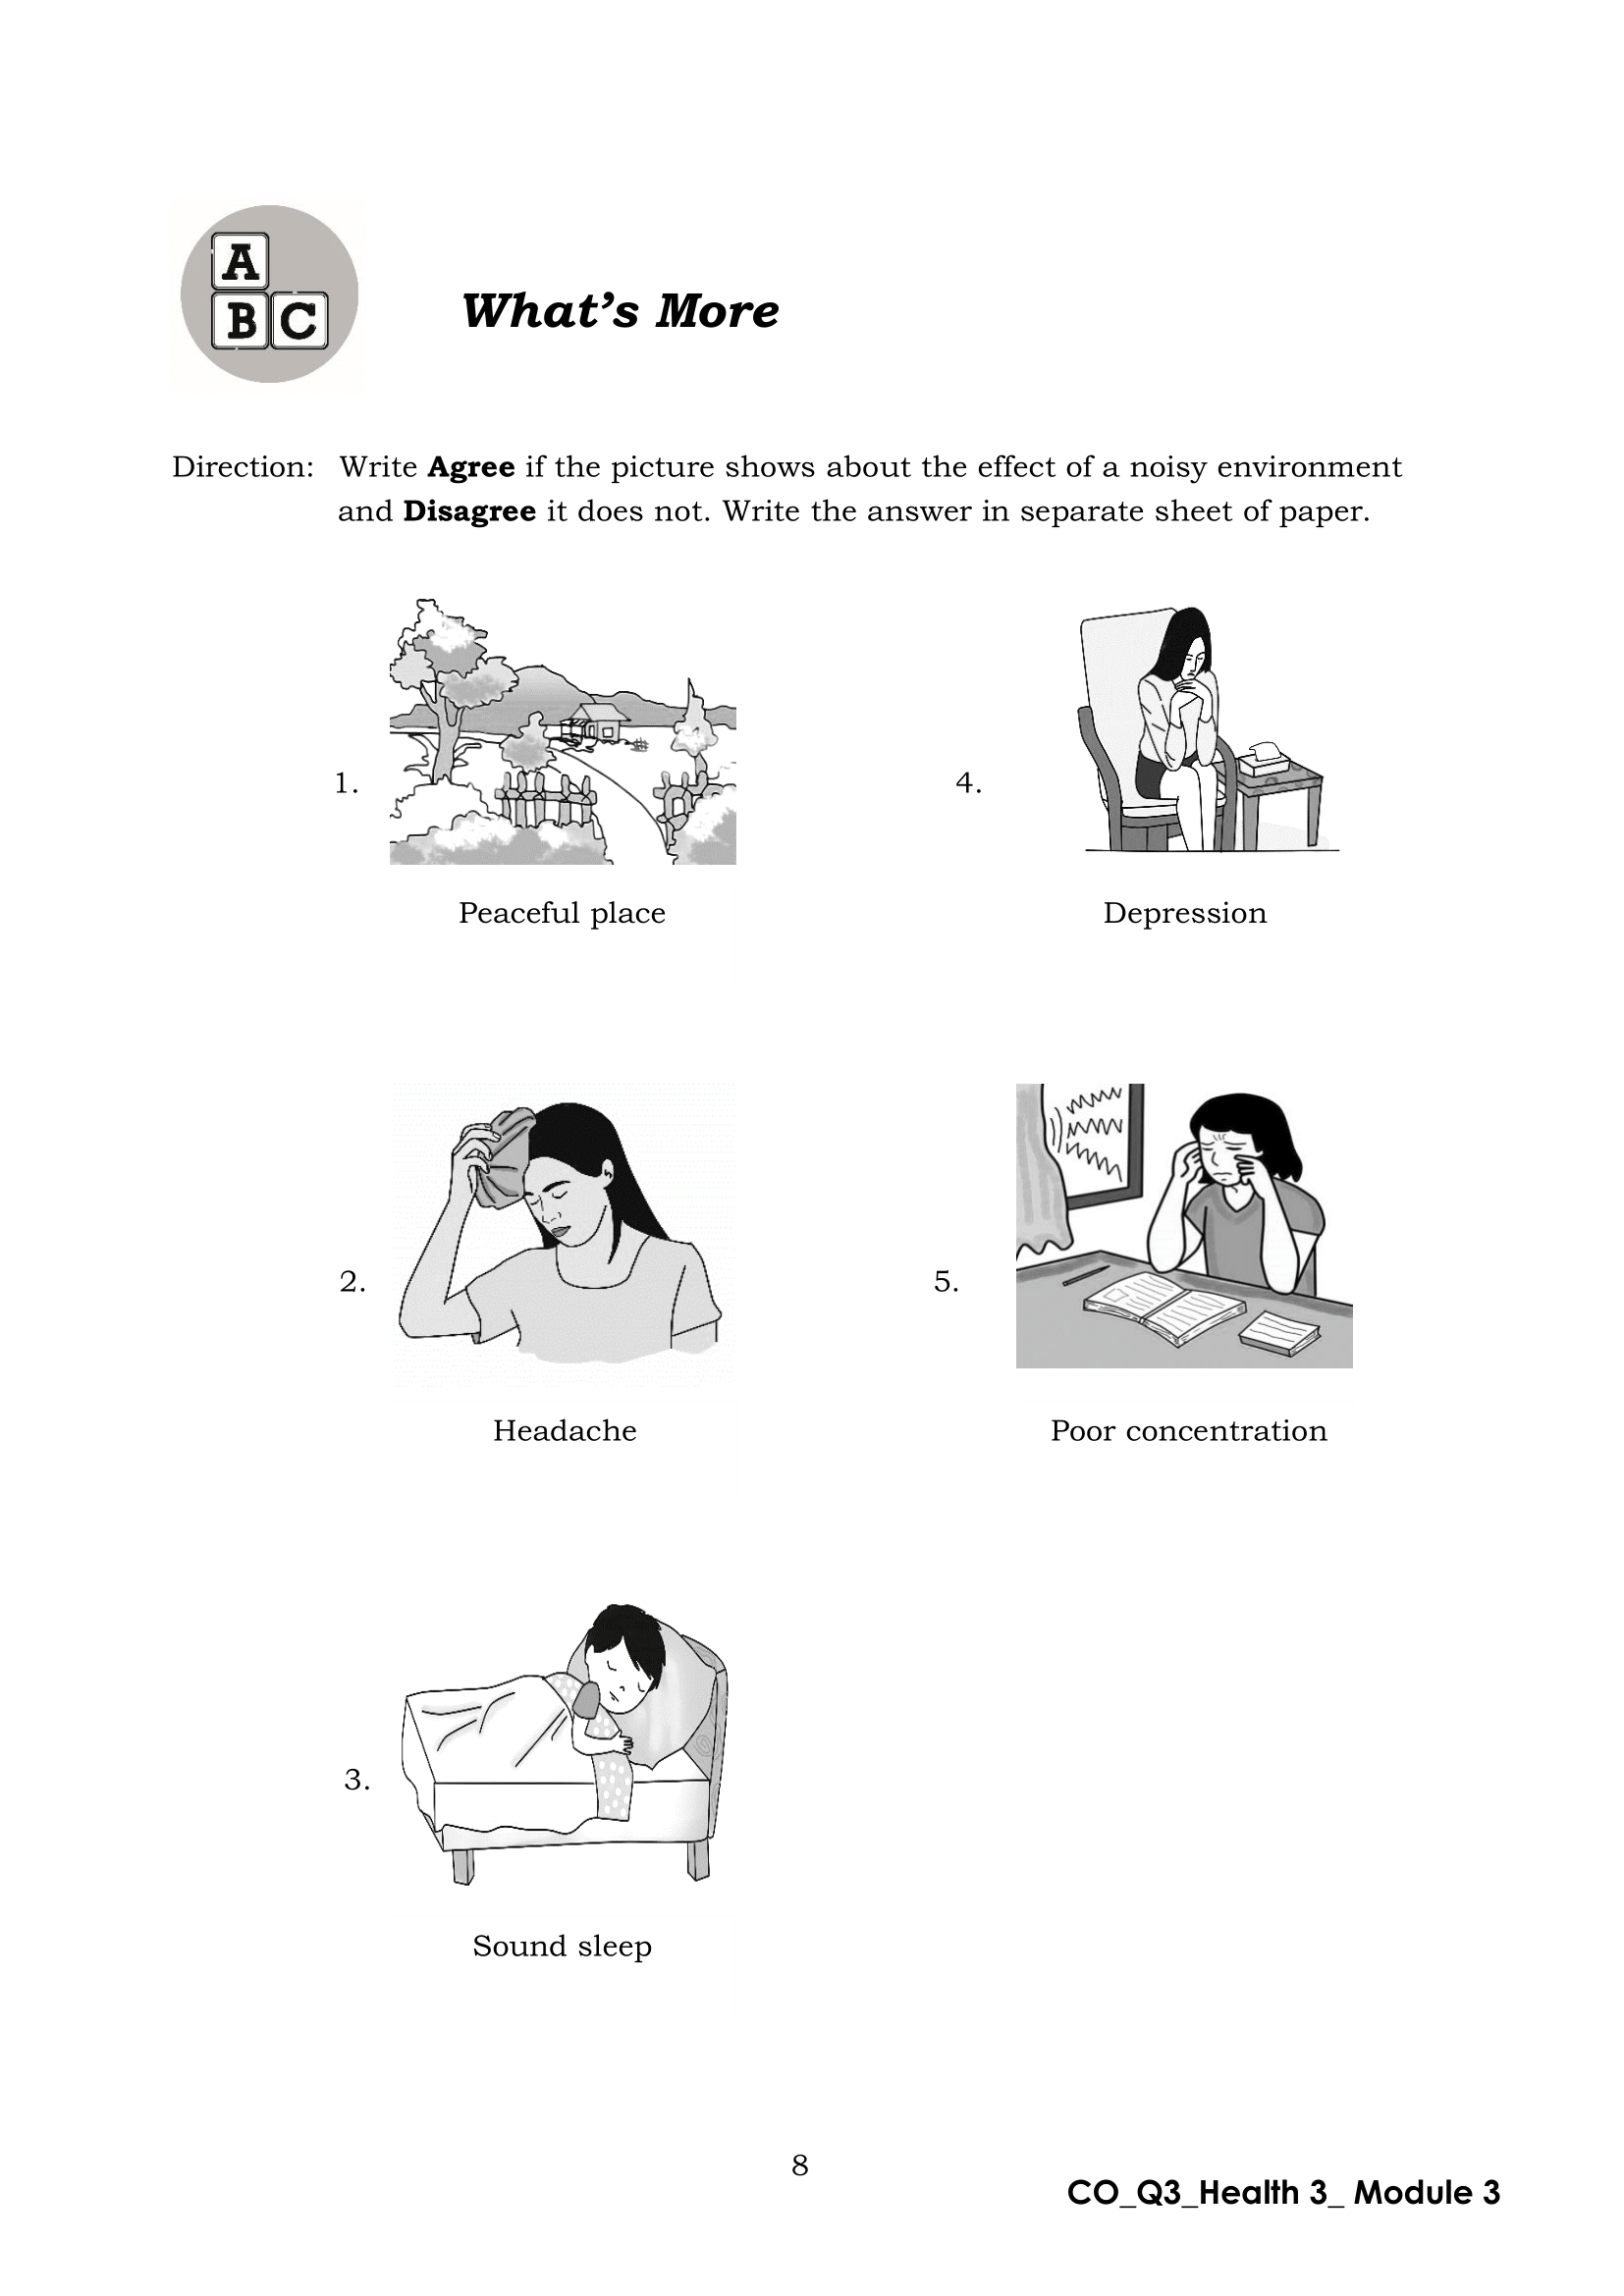 A
B C
What's More
Direction: Write Agree if the picture shows about the effect of a noisy environment
and Disagree it does not. Write the answer in separate sheet of paper.
1.
Peaceful place
4.
Depression
2.
Headache
5.
Poor concentration
3.
Sound sleep
8
CO_Q3_Health 3_ Module 3